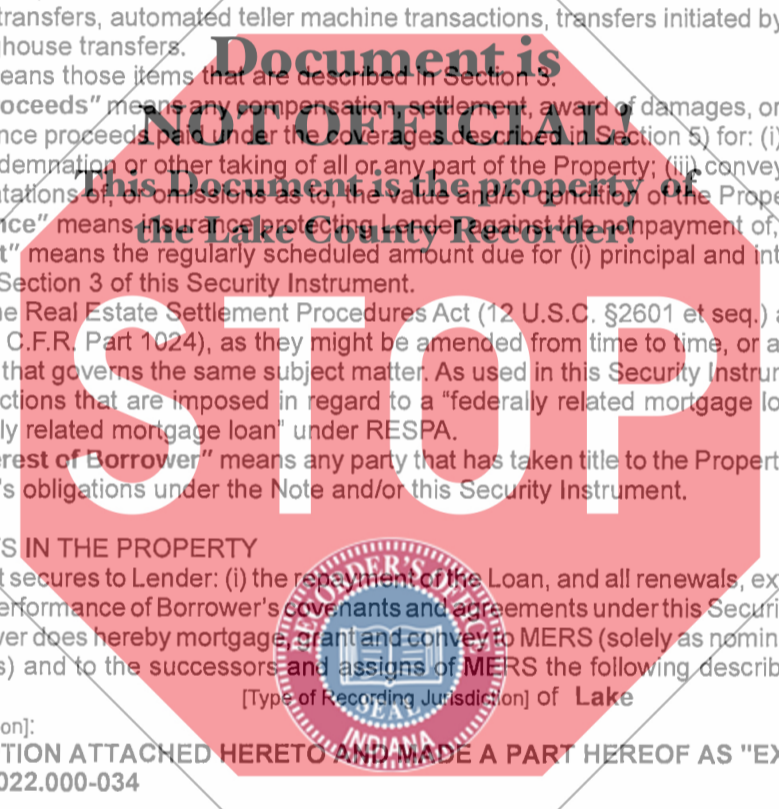 transfers, automated teller machine transactions, transfers initiated by
ghouse transfers.
Document is
eans those items that are described in Section 3.
oceeds" means any compensation, settlement, award of damages, or
NOT OFFICIAL!
nce proceeds paid under the coverages described in Section 5) for: (i)
demnation or other taking of all or any part of the Property; (iii) convey
This Document is the property of
tations of, or omissions as to, the value and/or condition of the Prop
nce" means insurance protecting Lender against the nonpayment of,
the Lake County Recorder!
t" means the regularly scheduled amount due for (i) principal and int
Section 3 of this Security Instrument.
e Real Estate Settlement Procedures Act (12 U.S.C. §2601 et seq.) a
C.F.R. Part 1024), as they might be amended from time to time, or a
that governs the same subject matter. As used in this Security Instrum
ctions that are imposed in regard to a “federally related mortgage lo
ly related mortgage loan” under RESPA.
STOP
erest of Borrower" means any party that has taken title to the Propert
's obligations under the Note and/or this Security Instrument.
S IN THE PROPERTY
t secures to Lender: (i) the repayment of the Loan, and all renewals, ex
erformance of Borrower's covenants and agreements under this Securi
ver does hereby mortgage, grant and convey to MERS (solely as nomin
s) and to the successors and assigns of MERS the following describ
[Type of Recording Jurisdiction] of Lake
on]:
RECORDER'S OFFICE
SEAL
INDIANA
TION ATTACHED HERETO AND MADE A PART HEREOF AS "EX
022.000-034